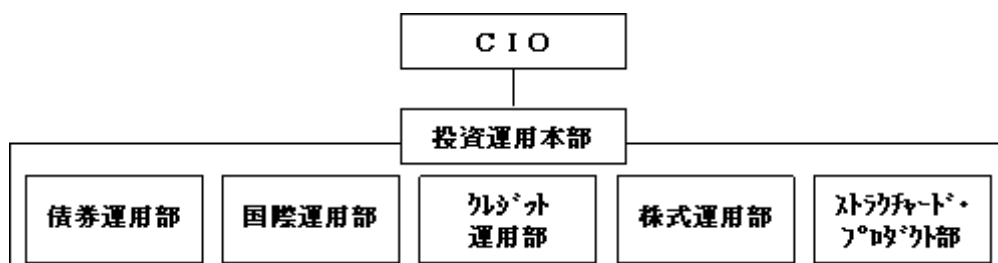 ＣＩＯ
投資運用本部
債券運用部
国際運用部
ｸﾚｼﾞｯﾄ
運用部
株式運用部
ｽﾄﾗｸﾁｬｰﾄﾞ・
ﾌﾟﾛﾀﾞｸﾄ部